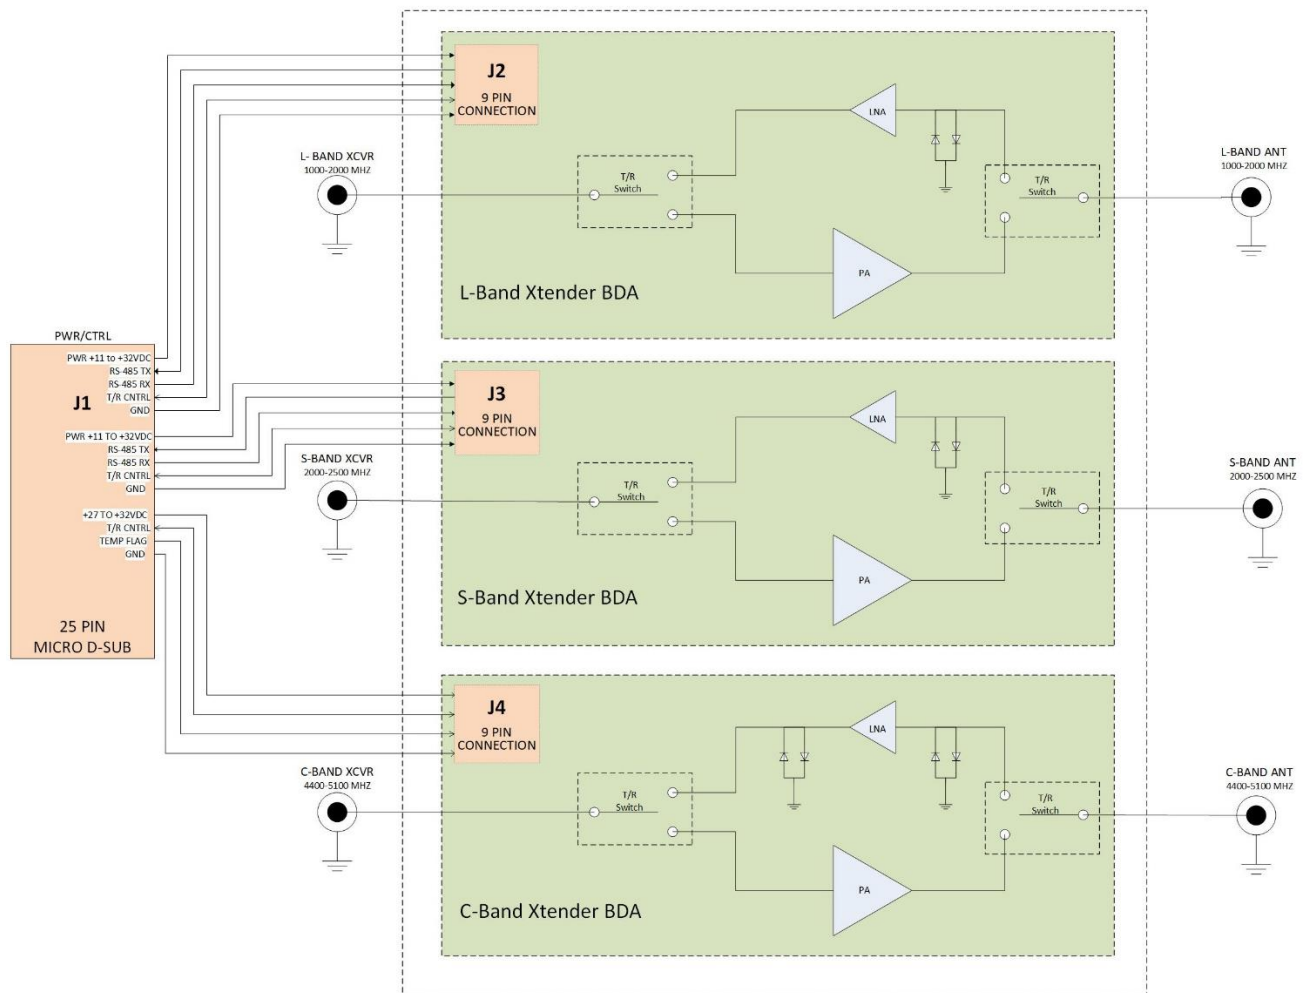 J2
9 PIN
CONNECTION
LNA
L- BAND XCVR
1000-2000 MHZ
T/R
Switch
T/R
Switch
L-BAND ANT
1000-2000 MHZ
PA
L-Band Xtender BDA
PWR/CTRL
PWR +11 to +32VDC
RS-485 TX
RS-485 RX
T/R CNTRL
GND
J1
PWR +11 TO +32VDC
RS-485 TX
RS-485 RX
T/R CNTRL
GND
+27 TO +32VDC
T/R CNTRL
TEMP FLAG
GND
25 PIN
MICRO D-SUB
J3
9 PIN
CONNECTION
LNA
S-BAND XCVR
2000-2500 MHZ
T/R
Switch
T/R
Switch
S-BAND ANT
2000-2500 MHZ
PA
S-Band Xtender BDA
J4
9 PIN
CONNECTION
LNA
C-BAND XCVR
4400-5100 MHZ
T/R
Switch
T/R
Switch
C-BAND ANT
4400-5100 MHZ
PA
C-Band Xtender BDA